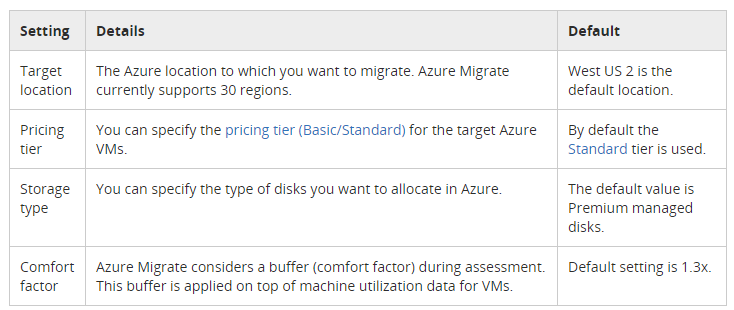 Setting Details Default
Target location
The Azure location to which you want to migrate. Azure Migrate
currently supports 30 regions.
West US 2 is the
default location.
Pricing
tier
You can specify the pricing tier (Basic/Standard) for the target Azure
VMs.
By default the
Standard tier is used.
Storage
type
You can specify the type of disks you want to allocate in Azure.
The default value is
Premium managed
disks.
Comfort
factor
Azure Migrate considers a buffer (comfort factor) during assessment.
This buffer is applied on top of machine utilization data for VMs.
Default setting is 1.3x.